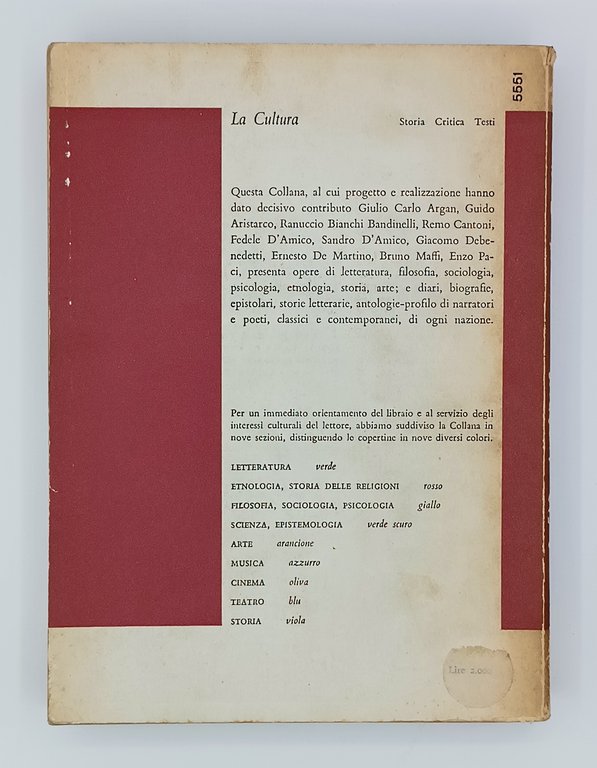 5551
La Cultura Storia Critica Testi
Questa Collana, al cui progetto e realizzazione hanno
dato decisivo contributo Giulio Carlo Argan, Guido
Aristarco, Ranuccio Bianchi Bandinelli, Remo Cantoni,
Fedele D'Amico, Sandro D'Amico, Giacomo Debe-
nedetti, Ernesto De Martino, Bruno Maffi, Enzo Pa-
ci, presenta opere di letteratura, filosofia, sociologia,
psicologia, etnologia, storia, arte; e diari, biografie,
epistolari, storie letterarie, antologie-profilo di narratori
e poeti, classici e contemporanei, di ogni nazione.
Per un immediato orientamento del libraio e al servizio degli
interessi culturali del lettore, abbiamo suddiviso la Collana in
nove sezioni, distinguendo le copertine in nove diversi colori.
LETTERATURA verde
ETNOLOGIA, STORIA DELLE RELIGIONI rosso
FILOSOFIA, SOCIOLOGIA, PSICOLOGIA giallo
SCIENZA, EPISTEMOLOGIA verde scuro
ARTE arancione
MUSICA azzurro
CINEMA oliva
TEATRO blu
STORIA viola
Lire 2.000